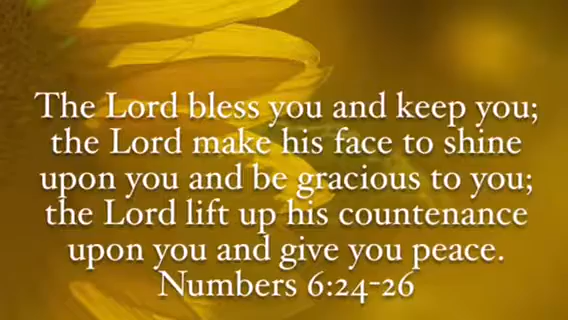 The Lord bless you and keep you;
the Lord make his face to shine
upon you and be gracious to you;
the Lord lift up his countenance
upon you and give you peace.
Numbers 6:24-26